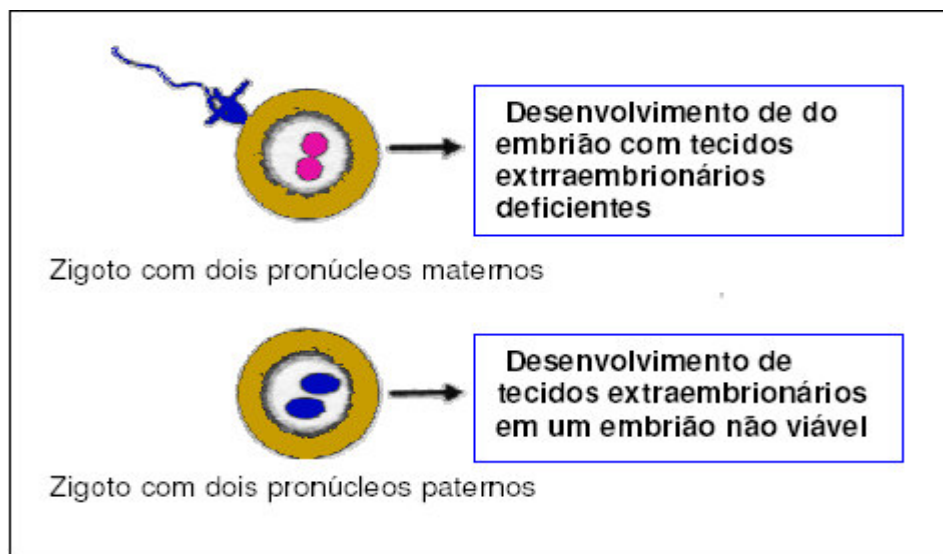 Desenvolvimento de do
embrião com tecidos
extrraembrionários
deficientes
Zigoto com dois pronúcleos maternos
Desenvolvimento de
tecidos extraembrionários
em um embrião não viável
Zigoto com dois pronúcleos paternos